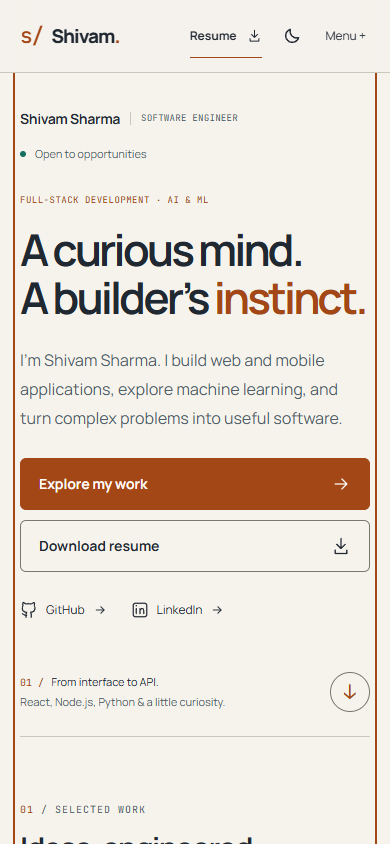 s/ Shivam.
Resume
Menu +
Shivam Sharma
SOFTWARE ENGINEER
Open to opportunities
FULL-STACK DEVELOPMENT · AI & ML
A curious mind.
A builder’s instinct.
I’m Shivam Sharma. I build web and mobile
applications, explore machine learning, and
turn complex problems into useful software.
Explore my work →
Download resume
GitHub →
LinkedIn →
01 / From interface to API.
React, Node.js, Python & a little curiosity.
01 / SELECTED WORK
Ideas, engineered